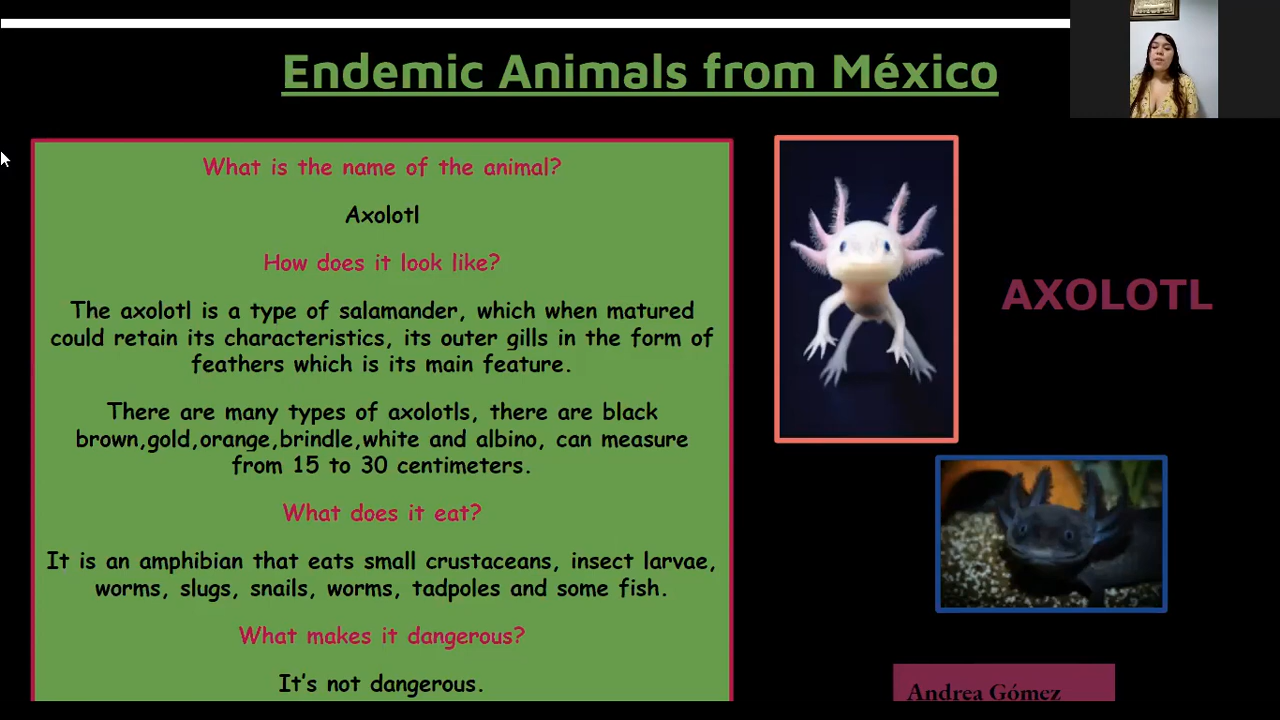 Endemic Animals from México
What is the name of the animal?
Axolotl
How does it look like?
The axolotl is a type of salamander, which when matured
could retain its characteristics, its outer gills in the form of
feathers which is its main feature.
There are many types of axolotls, there are black
brown,gold,orange,brindle,white and albino, can measure
from 15 to 30 centimeters.
What does it eat?
It is an amphibian that eats small crustaceans, insect larvae,
worms, slugs, snails, worms, tadpoles and some fish.
What makes it dangerous?
It's not dangerous.
AXOLOTL
Andrea Gómez